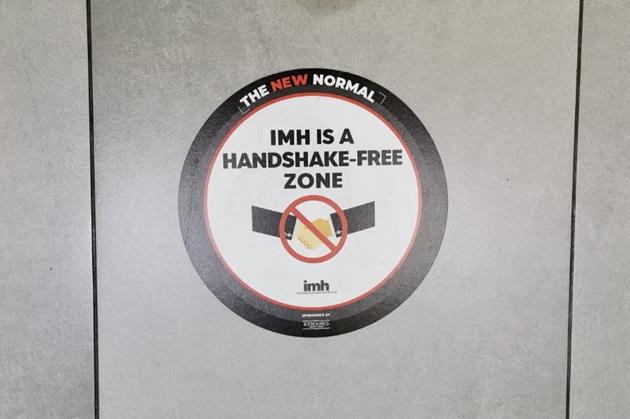 THE NEW NORMAL
IMH IS A
HANDSHAKE-FREE
ZONE
imh
SPONSORED BY